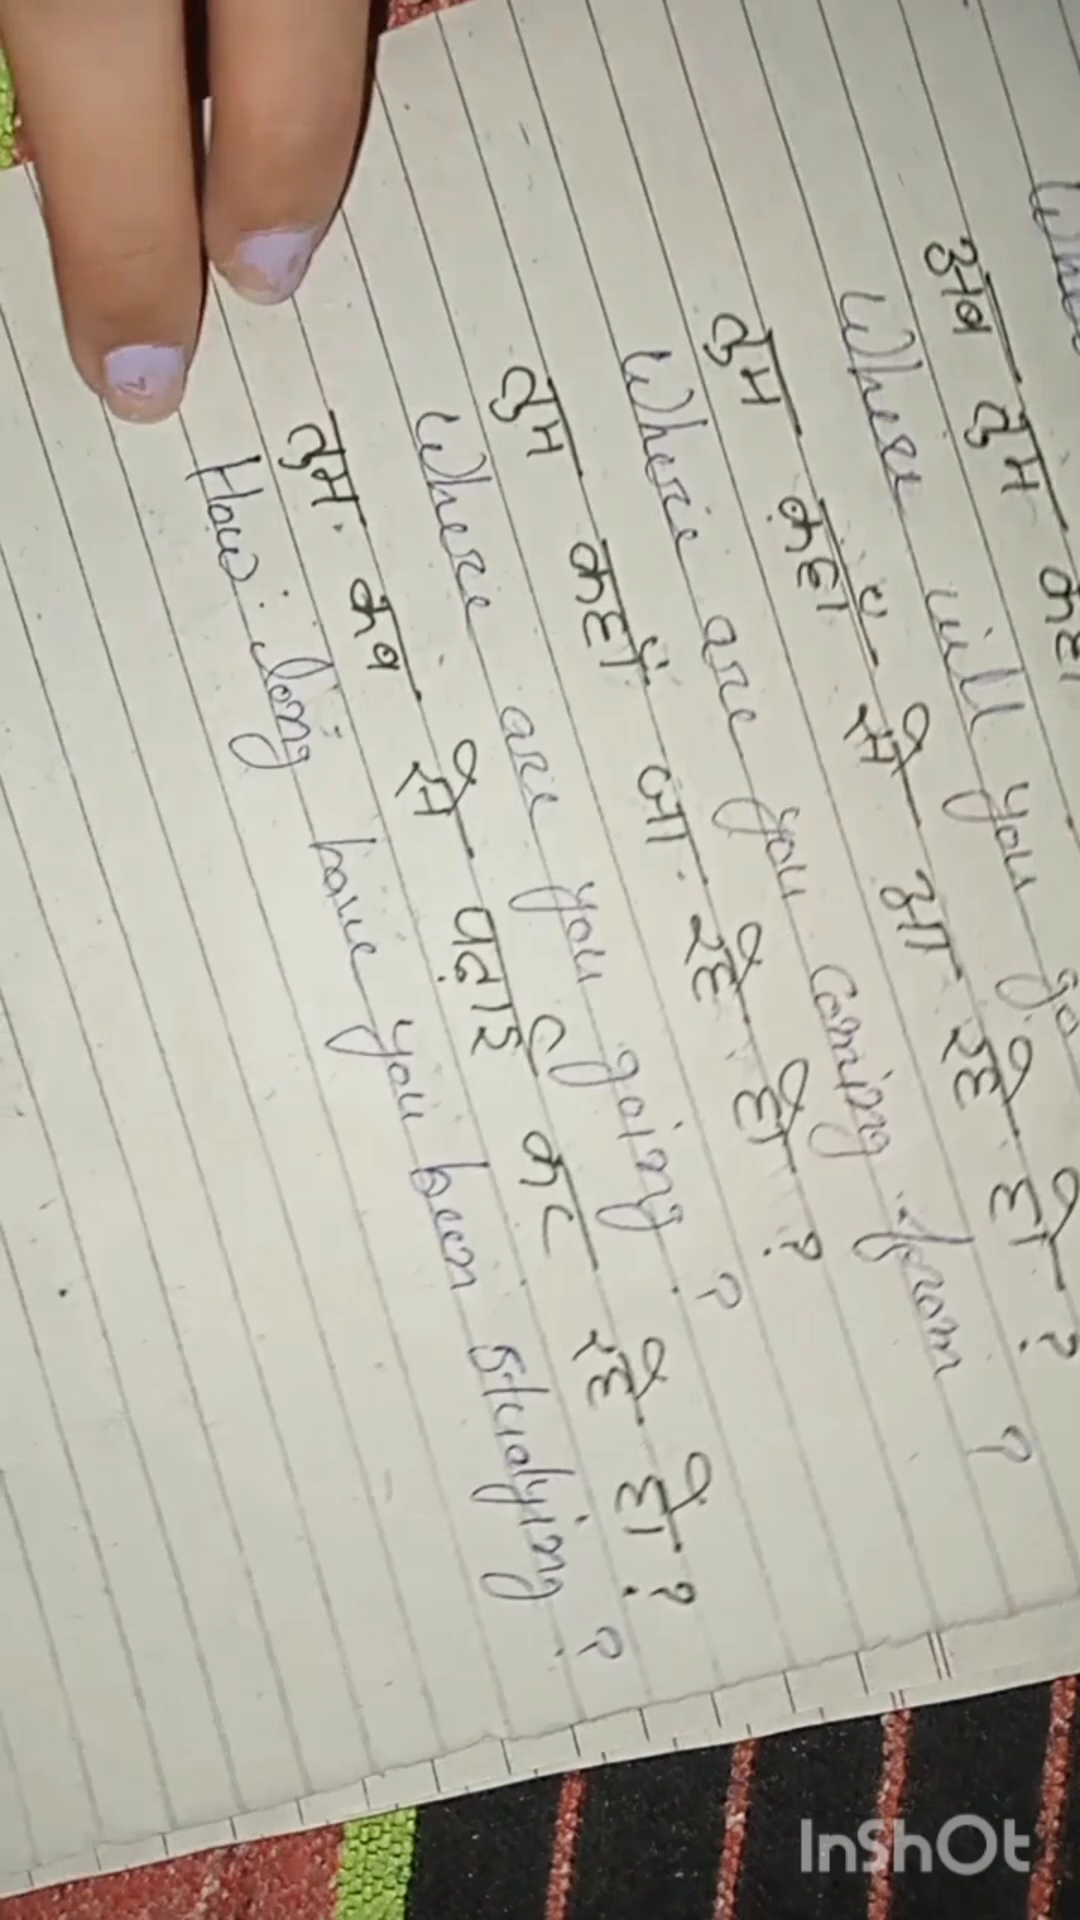 अब तुम कहा
Where will you go
तुम कहाँ से आ रहे हो ?
Where are you coming from ?
तुम कहाँ जा रहे हो ?
Where are you going ?
तुम कब से पढ़ाई कर रहे हो ?
How long have you been studying ?
InShOt